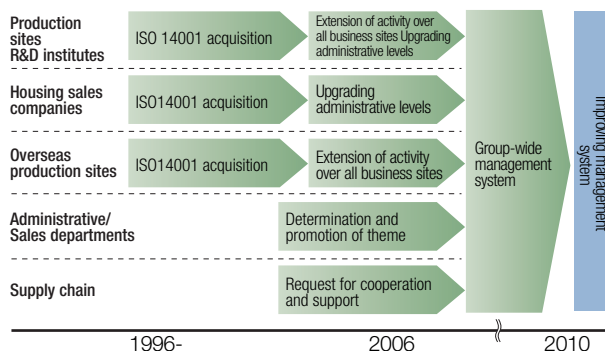 Production
sites
R&D institutes
ISO 14001 acquisition
Extension of activity over
all business sites Upgrading
administrative levels
Housing sales
companies
ISO14001 acquisition
Upgrading
administrative levels
Overseas
production sites
ISO14001 acquisition
Extension of activity
over all business sites
Administrative/
Sales departments
Determination and
promotion of theme
Supply chain
Request for cooperation
and support
Group-wide
management
system
Improving management
system
1996-
2006
2010